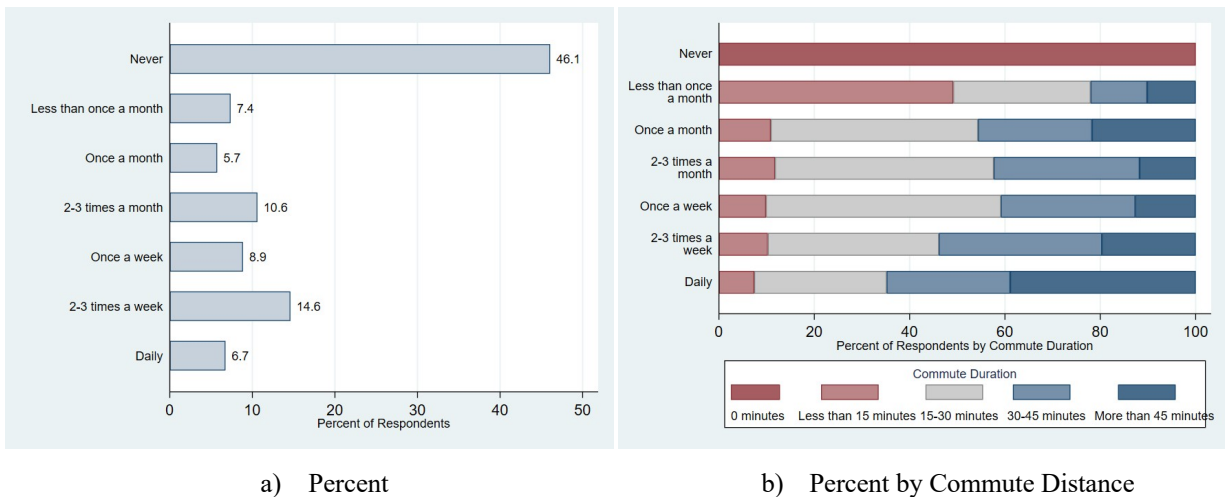 Never
46.1
Less than once a month
7.4
Once a month
5.7
2-3 times a month
10.6
Once a week
8.9
2-3 times a week
14.6
Daily
6.7
0 10 20 30 40 50
Percent of Respondents
a) Percent
Never
Less than once
a month
Once a month
2-3 times a
month
Once a week
2-3 times a
week
Daily
0 20 40 60 80 100
Percent of Respondents by Commute Duration
Commute Duration
0 minutes Less than 15 minutes 15-30 minutes 30-45 minutes More than 45 minutes
b) Percent by Commute Distance